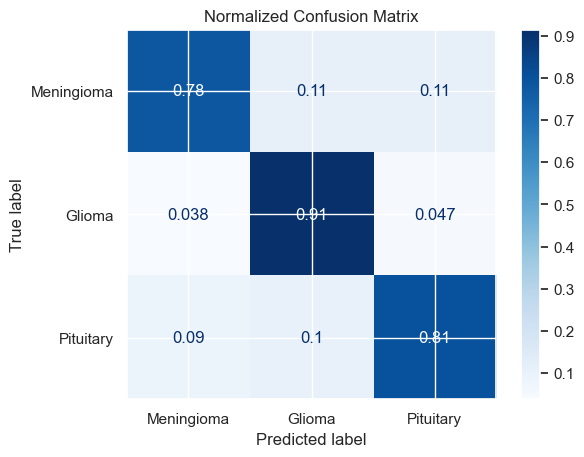 Normalized Confusion Matrix
True label
Meningioma 0.78 0.11 0.11
Glioma 0.038 0.91 0.047
Pituitary 0.09 0.1 0.81
Meningioma Glioma Pituitary
Predicted label
0.9
0.8
0.7
0.6
0.5
0.4
0.3
0.2
0.1